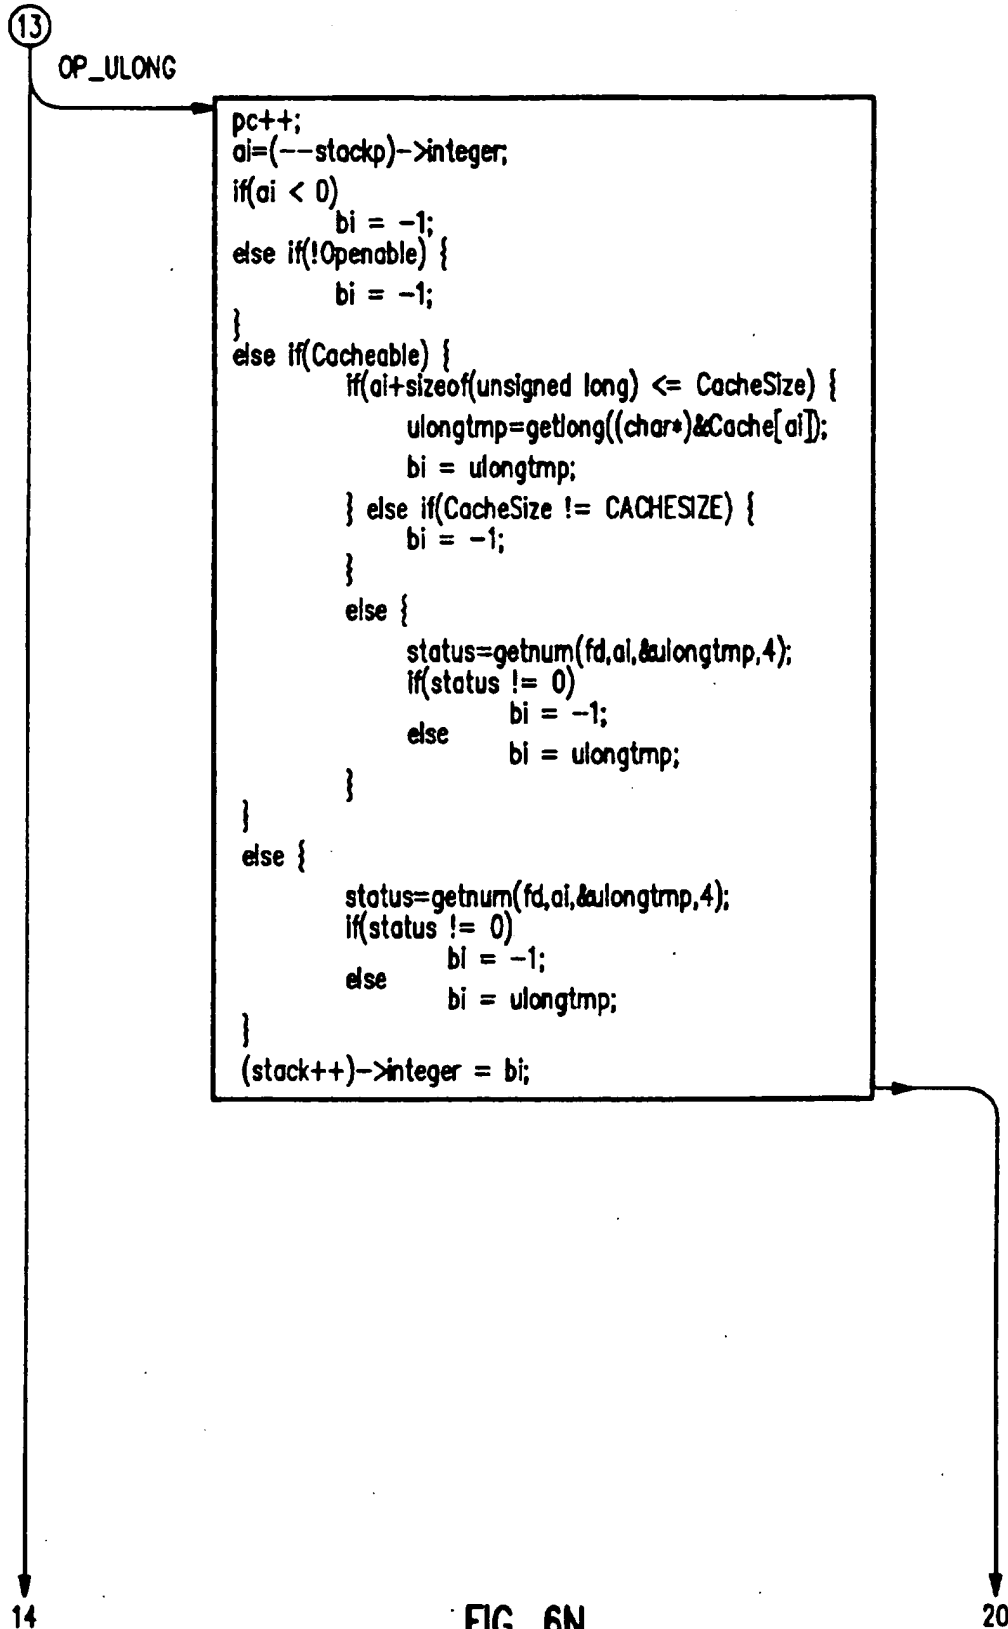 13
OP_ULONG
pc++;
ai=(--stackp)->integer;
if(ai < 0)
bi = -1;
else if(!Openable) {
bi = -1;
}
else if(Cacheable) {
if(ai+sizeof(unsigned long) <= CacheSize) {
ulongtmp=getlong((char*)&Cache[ai]);
bi = ulongtmp;
} else if(CacheSize != CACHESIZE) {
bi = -1;
}
else {
status=getnum(fd,ai,&ulongtmp,4);
if(status != 0)
bi = -1;
else
bi = ulongtmp;
}
}
else {
status=getnum(fd,ai,&ulongtmp,4);
if(status != 0)
bi = -1;
else
bi = ulongtmp;
}
(stack++)->integer = bi;
14
FIG. 6N
20